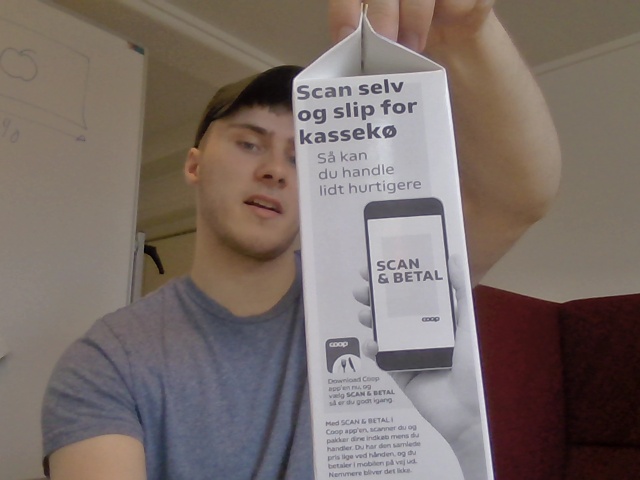 Scan selv
og slip for
kassekø
Så kan
du handle
lidt hurtigere
SCAN
& BETAL
coop
coop
Download Coop
app'en nu, og
vælg SCAN & BETAL
så er du godt igang.
Med SCAN & BETAL i
Coop app'en, scanner du og
pakker dine indkøb mens du
handler. Du har den samlede
pris lige ved hånden, og du
betaler i mobilen på vej ud.
Nemmere bliver det ikke.